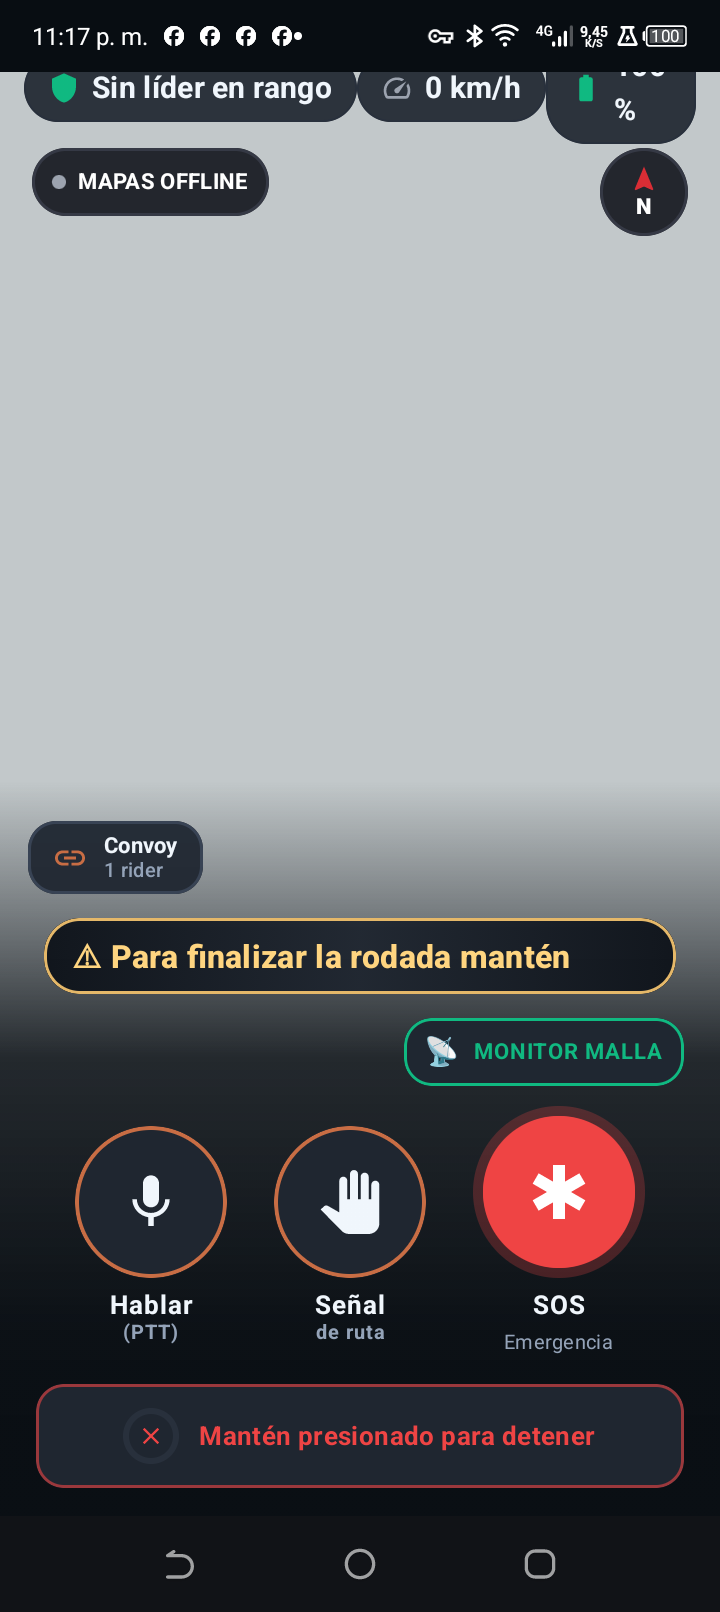 11:17 p. m.
4G
9,45
K/S
100
Sin líder en rango
0 km/h
%
MAPAS OFFLINE
N
Convoy
1 rider
⚠ Para finalizar la rodada mantén
MONITOR MALLA
Hablar
(PTT)
Señal
de ruta
SOS
Emergencia
Mantén presionado para detener